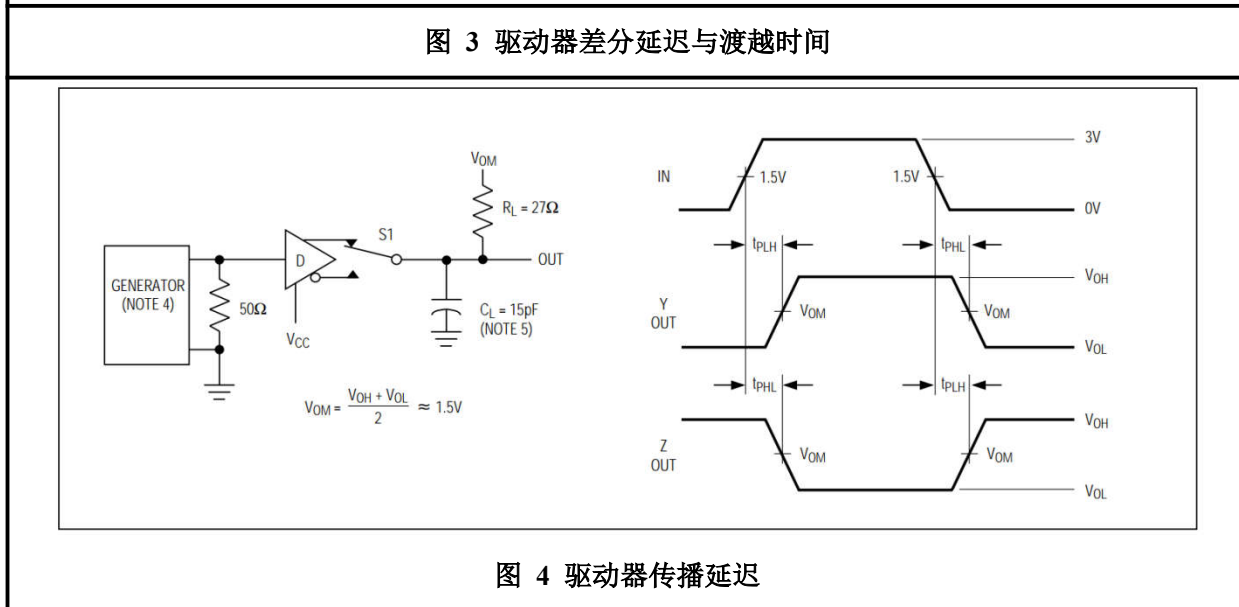 图 3 驱动器差分延迟与渡越时间
GENERATOR
(NOTE 4)
50Ω
D
VCC
S1
VOM
RL = 27Ω
OUT
CL = 15pF
(NOTE 5)
VOM = VOH + VOL / 2 ≈ 1.5V
IN
1.5V
1.5V
3V
0V
tPLH
tPHL
Y
OUT
VOM
VOM
VOH
VOL
tPHL
tPLH
Z
OUT
VOM
VOM
VOH
VOL
图 4 驱动器传播延迟